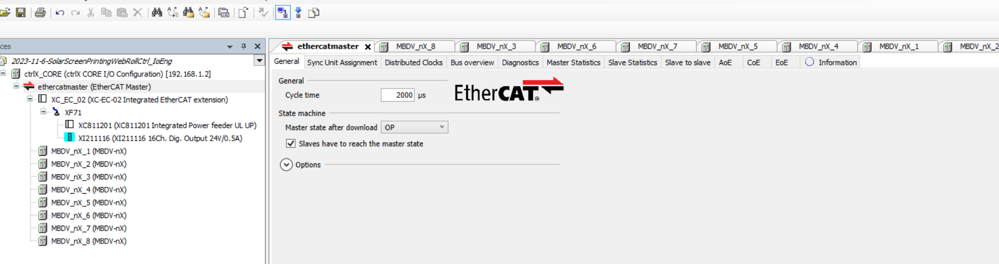 ces
2023-11-6-SolarScreenPrintingWebRollCtrl_IoEng
ctrlX_CORE (ctrlX CORE I/O Configuration) [192.168.1.2]
ethercatmaster (EtherCAT Master)
XC_EC_02 (XC-EC-02 Integrated EtherCAT extension)
XF71
XC811201 (XC811201 Integrated Power feeder UL UP)
XI211116 (XI211116 16Ch. Dig. Output 24V/0.5A)
MBDV_nX_1 (MBDV-nX)
MBDV_nX_2 (MBDV-nX)
MBDV_nX_3 (MBDV-nX)
MBDV_nX_4 (MBDV-nX)
MBDV_nX_5 (MBDV-nX)
MBDV_nX_6 (MBDV-nX)
MBDV_nX_7 (MBDV-nX)
MBDV_nX_8 (MBDV-nX)
ethercatmaster MBDV_nX_8 MBDV_nX_3 MBDV_nX_6 MBDV_nX_7 MBDV_nX_5 MBDV_nX_4 MBDV_nX_1 MBDV_nX_2
General Sync Unit Assignment Distributed Clocks Bus overview Diagnostics Master Statistics Slave Statistics Slave to slave AoE CoE EoE Information
General
Cycle time 2000 µs
EtherCAT®
State machine
Master state after download OP
Slaves have to reach the master state
Options